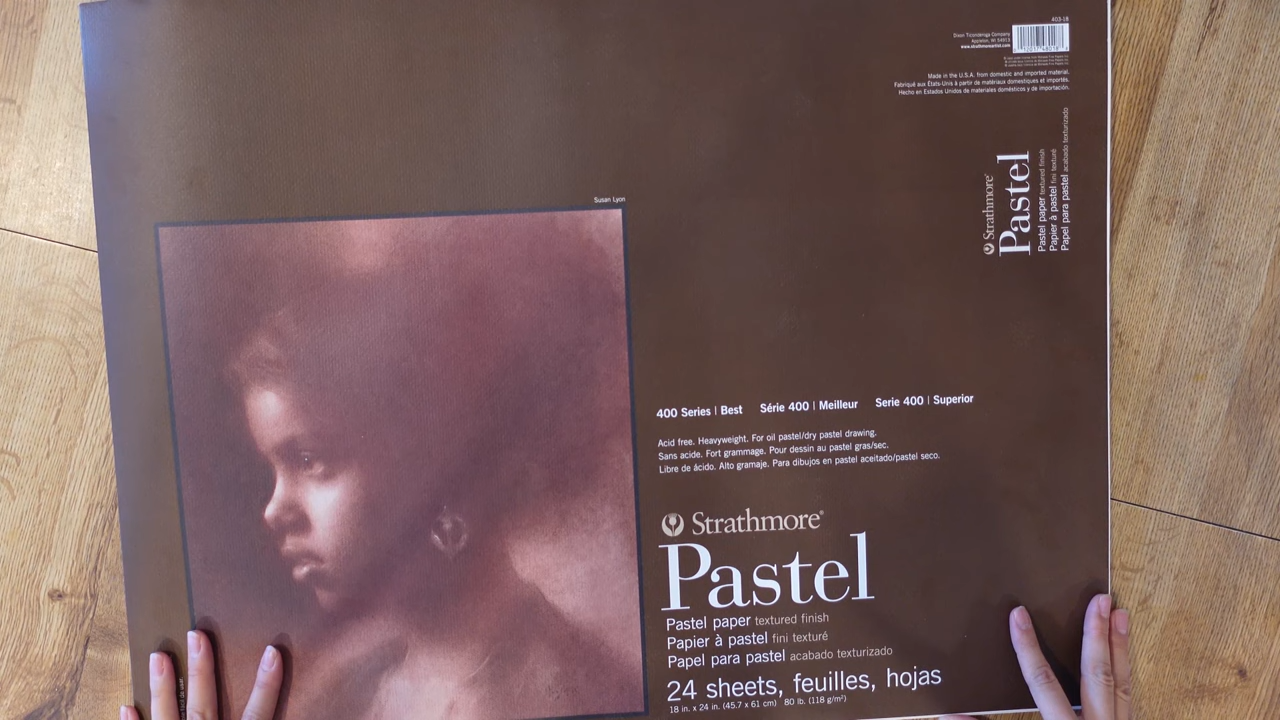 403-18
Dixon Ticonderoga Company
Appleton, WI 54913
www.strathmoreartist.com
Made in the U.S.A. from domestic and imported material.
Fabriqué aux États-Unis à partir de matériaux domestiques et importés.
Hecho en Estados Unidos de materiales domésticos y de importación.
Strathmore®
Pastel
Pastel paper textured finish
Papier à pastel fini texturé
Papel para pastel acabado texturizado
Susan Lyon
400 Series | Best Série 400 | Meilleur Serie 400 | Superior
Acid free. Heavyweight. For oil pastel/dry pastel drawing.
Sans acide. Fort grammage. Pour dessin au pastel gras/sec.
Libre de ácido. Alto gramaje. Para dibujos en pastel aceitado/pastel seco.
Strathmore®
Pastel
Pastel paper textured finish
Papier à pastel fini texturé
Papel para pastel acabado texturizado
24 sheets, feuilles, hojas
18 in. x 24 in. (45.7 x 61 cm) 80 lb. (118 g/m²)